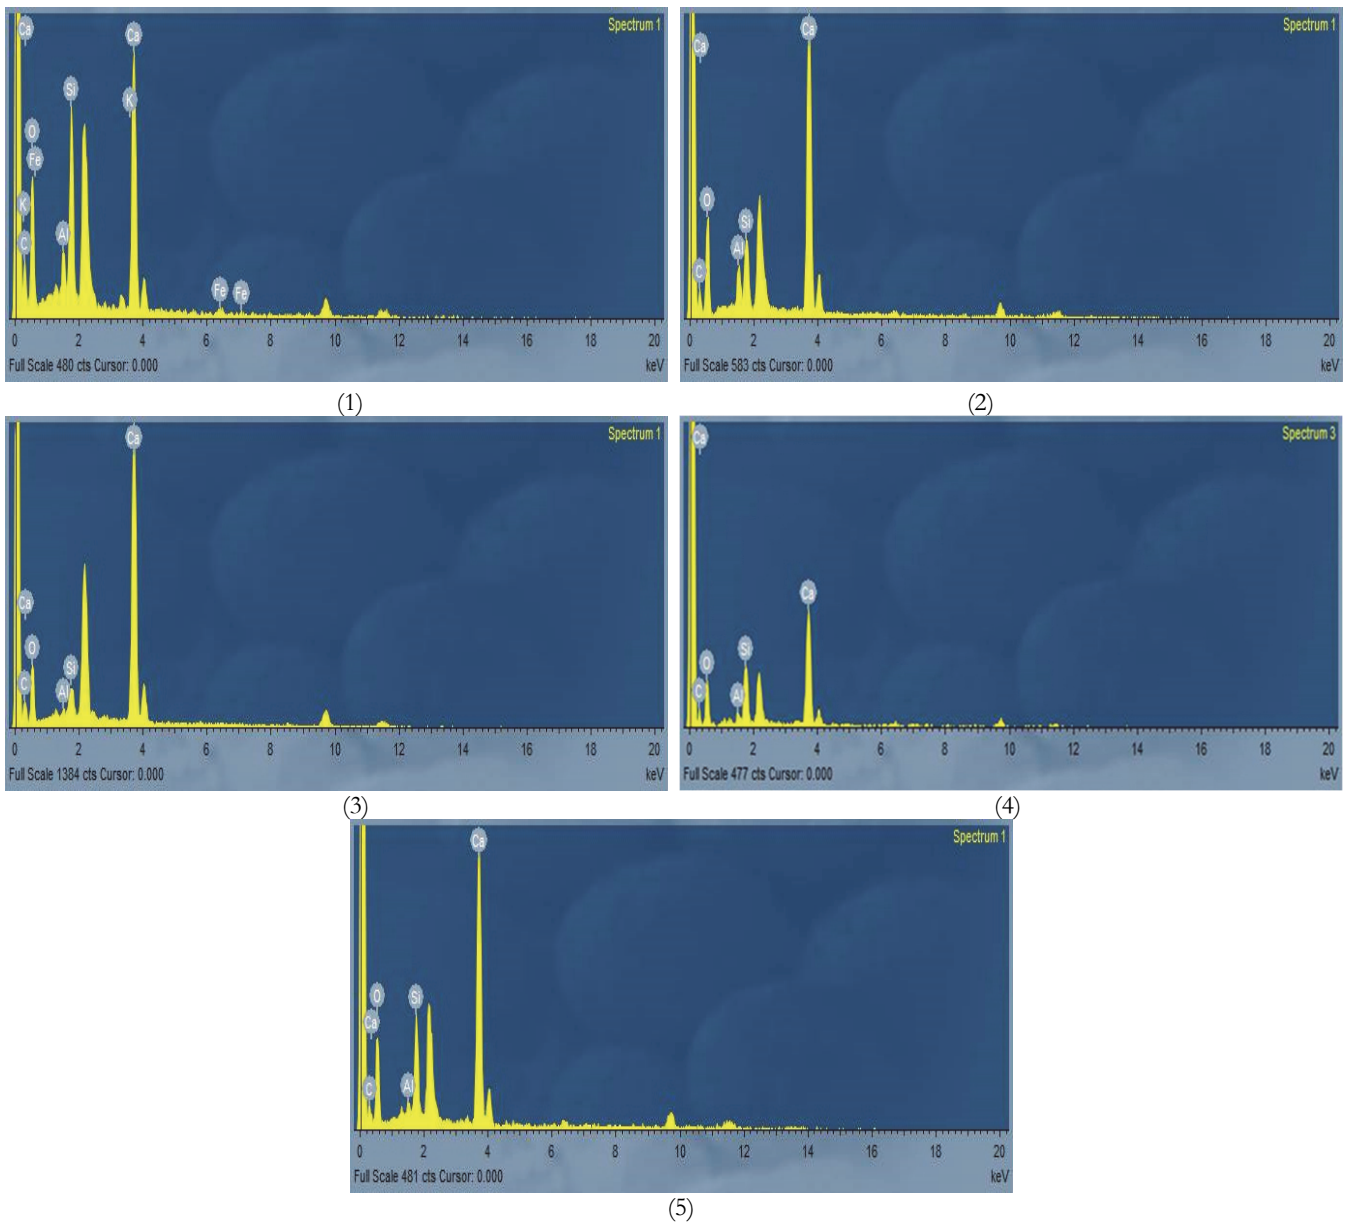 Spectrum 1
Ca
Ca
Si
K
O
Fe
K
Al
C
Fe
Fe
0 2 4 6 8 10 12 14 16 18 20
Full Scale 480 cts Cursor: 0.000 keV
(1)
Spectrum 1
Ca
Ca
O
Si
Al
C
0 2 4 6 8 10 12 14 16 18 20
Full Scale 583 cts Cursor: 0.000 keV
(2)
Spectrum 1
Ca
Ca
O
Si
C
Al
0 2 4 6 8 10 12 14 16 18 20
Full Scale 1384 cts Cursor: 0.000 keV
(3)
Spectrum 3
Ca
Ca
Si
O
C
Al
0 2 4 6 8 10 12 14 16 18 20
Full Scale 477 cts Cursor: 0.000 keV
(4)
Spectrum 1
Ca
O
Si
Ca
C
Al
0 2 4 6 8 10 12 14 16 18 20
Full Scale 481 cts Cursor: 0.000 keV
(5)